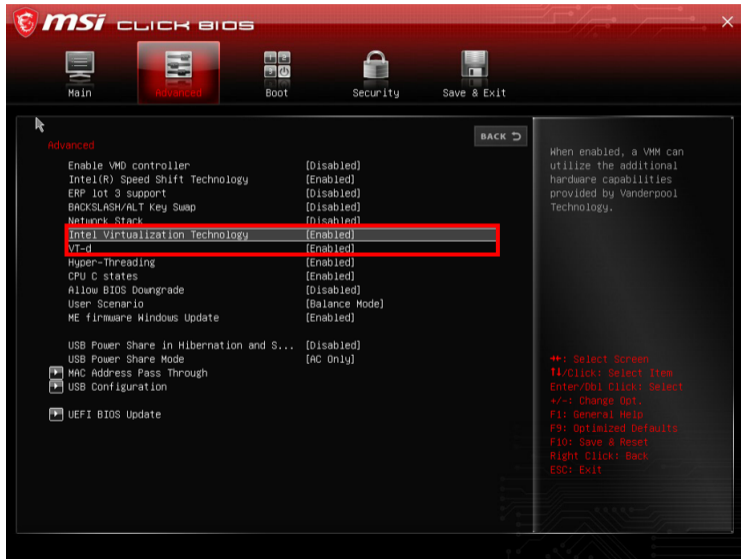 msi CLICK BIOS
Main
Advanced
Boot
Security
Save & Exit
BACK
Advanced
Enable VMD controller [Disabled]
Intel(R) Speed Shift Technology [Enabled]
ERP lot 3 support [Disabled]
BACKSLASH/ALT Key Swap [Disabled]
Network Stack [Disabled]
Intel Virtualization Technology [Enabled]
VT-d [Enabled]
Hyper-Threading [Enabled]
CPU C states [Enabled]
Allow BIOS Downgrade [Disabled]
User Scenario [Balance Mode]
ME firmware Windows Update [Enabled]
USB Power Share in Hibernation and S... [Disabled]
USB Power Share Mode [AC Only]
MAC Address Pass Through
USB Configuration
UEFI BIOS Update
When enabled, a VMM can
utilize the additional
hardware capabilities
provided by Vanderpool
Technology.
→←: Select Screen
↑↓/Click: Select Item
Enter/Dbl Click: Select
+/-: Change Opt.
F1: General Help
F9: Optimized Defaults
F10: Save & Reset
Right Click: Back
ESC: Exit